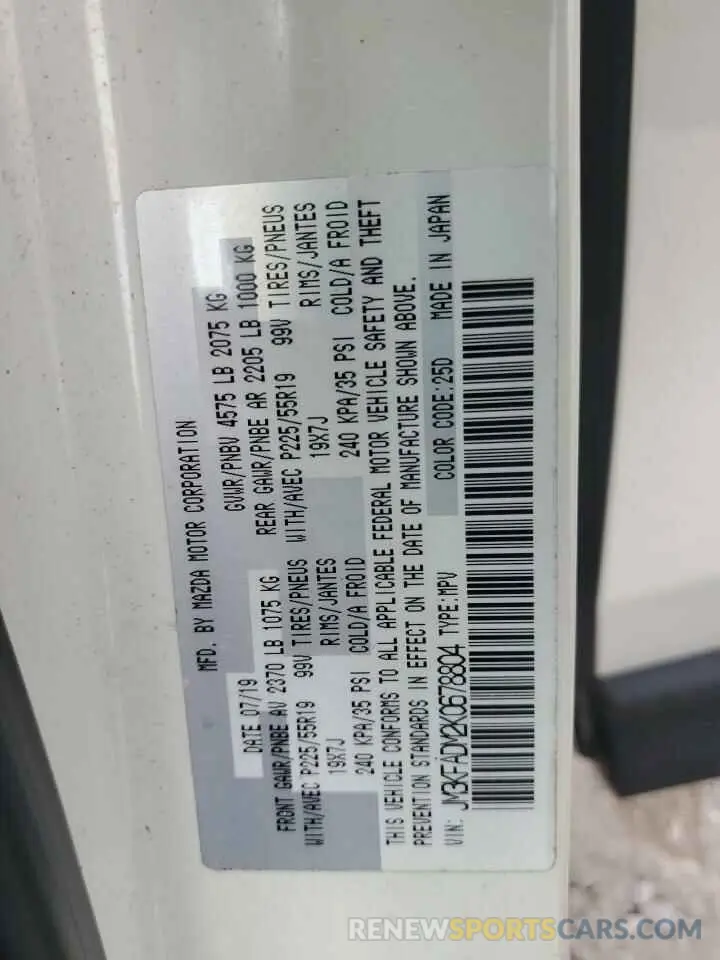 MFD. BY MAZDA MOTOR CORPORATION
DATE 07/19 GVWR/PNBV 4575 LB 2075 KG
FRONT GAWR/PNBE AV 2370 LB 1075 KG REAR GAWR/PNBE AR 2205 LB 1000 KG
WITH/AVEC P225/55R19 99V TIRES/PNEUS WITH/AVEC P225/55R19 99V TIRES/PNEUS
19X7J RIMS/JANTES 19X7J RIMS/JANTES
240 KPA/35 PSI COLD/A FROID 240 KPA/35 PSI COLD/A FROID
THIS VEHICLE CONFORMS TO ALL APPLICABLE FEDERAL MOTOR VEHICLE SAFETY AND THEFT
PREVENTION STANDARDS IN EFFECT ON THE DATE OF MANUFACTURE SHOWN ABOVE.
COLOR CODE:25D MADE IN JAPAN
VIN: JM3KFADM2K0678804 TYPE:MPV
RENEWSPORTSCARS.COM